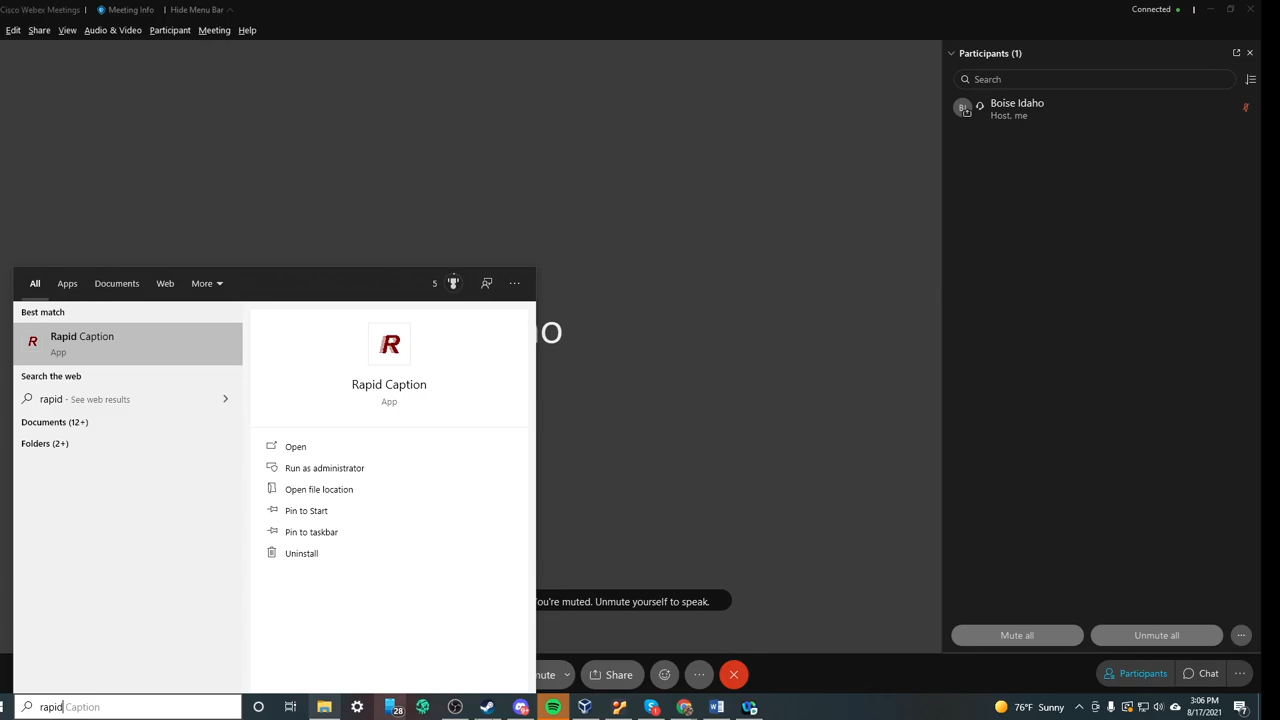 Cisco Webex Meetings | Meeting Info | Hide Menu Bar
Connected
Edit Share View Audio & Video Participant Meeting Help
Participants (1)
Search
BI Boise Idaho
Host, me
All Apps Documents Web More 5 ...
Best match
Rapid Caption
App
Search the web
rapid - See web results
Documents (12+)
Folders (2+)
R
Rapid Caption
App
Open
Run as administrator
Open file location
Pin to Start
Pin to taskbar
Uninstall
You're muted. Unmute yourself to speak.
Mute all Unmute all
Share
Participants Chat
rapid Caption
28
76°F Sunny
3:06 PM
8/17/2021